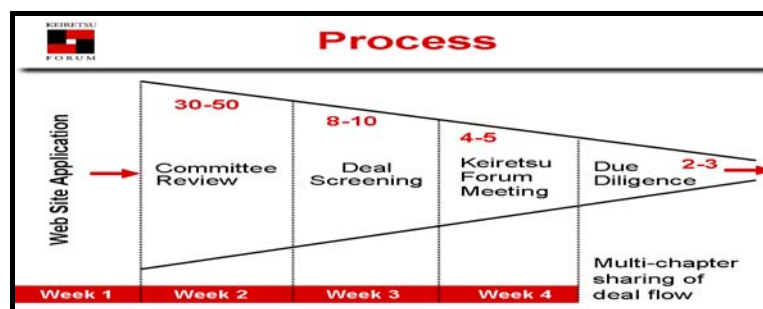 KEIRETSU
FORUM
Process
Web Site Application
30-50
Committee
Review
8-10
Deal
Screening
4-5
Keiretsu
Forum
Meeting
2-3
Due
Diligence
Multi-chapter
sharing of
deal flow
Week 1
Week 2
Week 3
Week 4